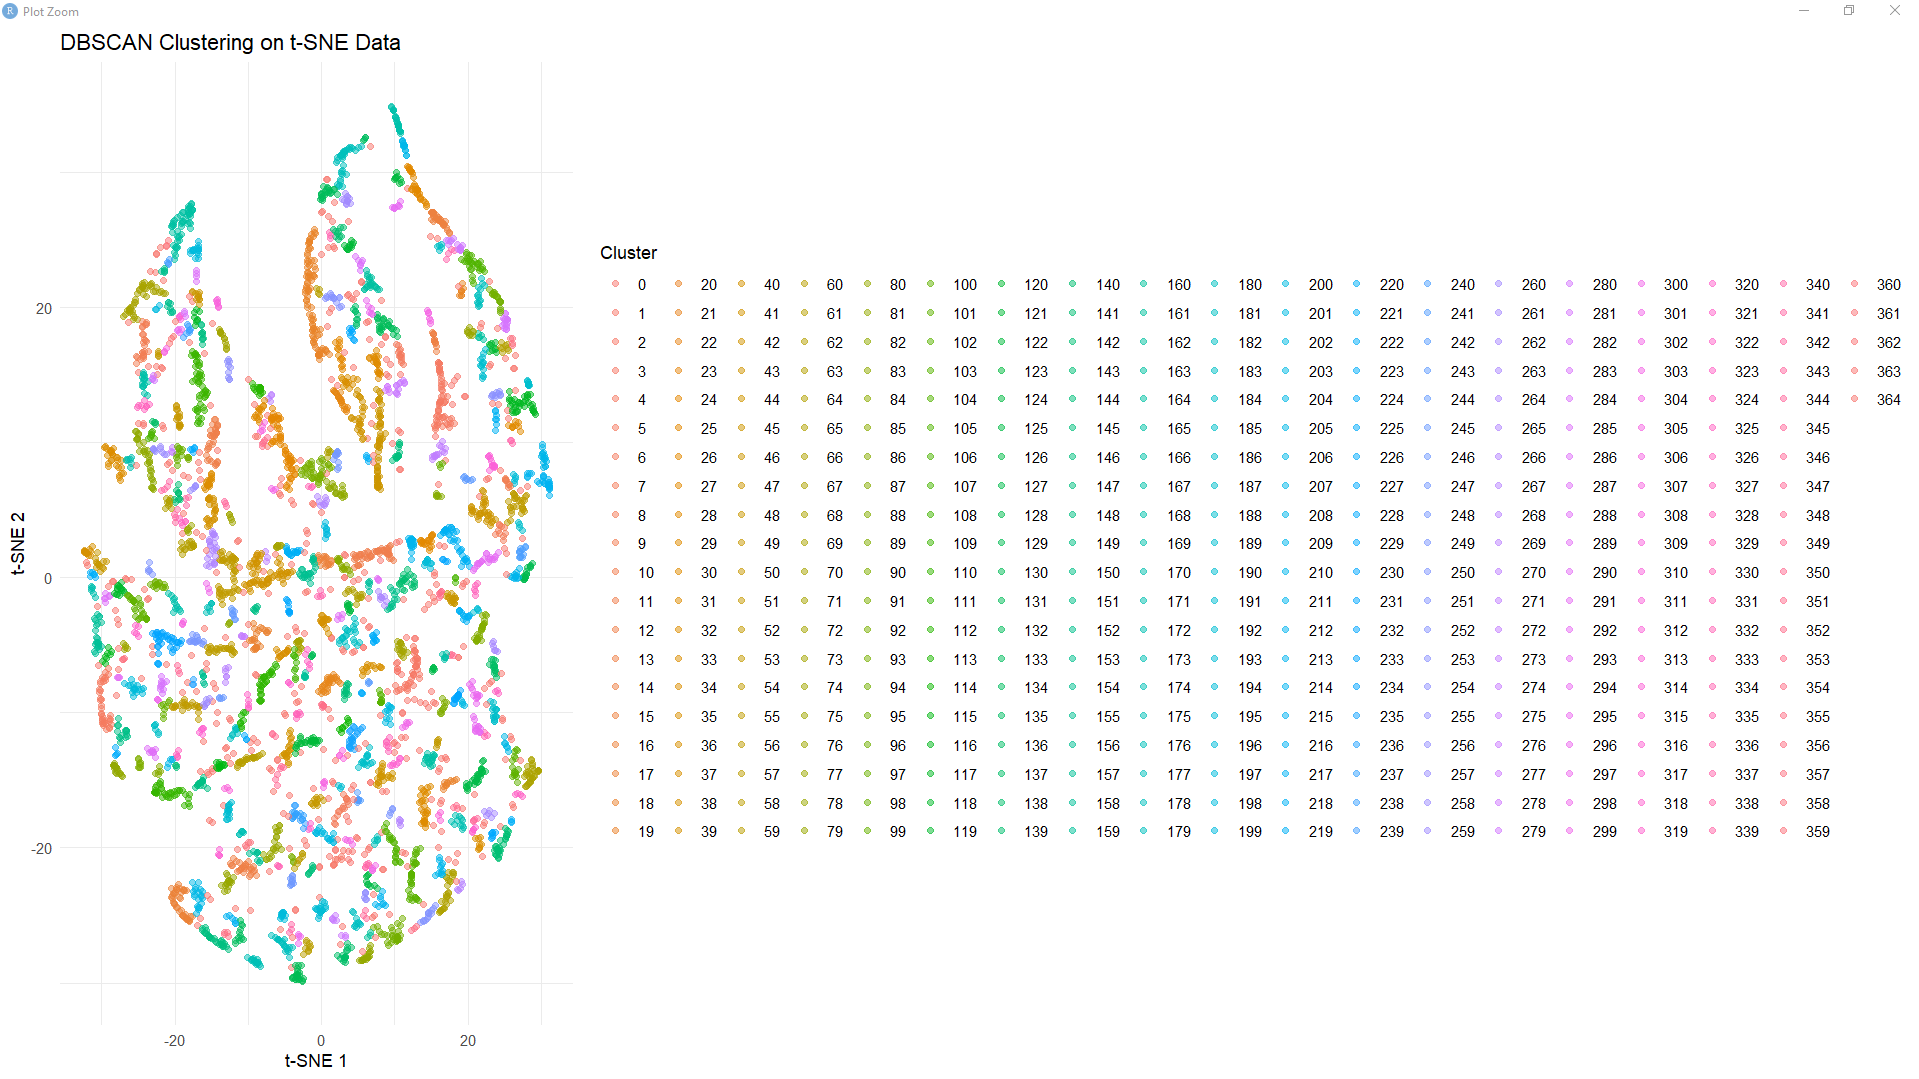 R Plot Zoom
DBSCAN Clustering on t-SNE Data
Cluster
0 20 40 60 80 100 120 140 160 180 200 220 240 260 280 300 320 340 360
1 21 41 61 81 101 121 141 161 181 201 221 241 261 281 301 321 341 361
2 22 42 62 82 102 122 142 162 182 202 222 242 262 282 302 322 342 362
3 23 43 63 83 103 123 143 163 183 203 223 243 263 283 303 323 343 363
4 24 44 64 84 104 124 144 164 184 204 224 244 264 284 304 324 344 364
5 25 45 65 85 105 125 145 165 185 205 225 245 265 285 305 325 345
6 26 46 66 86 106 126 146 166 186 206 226 246 266 286 306 326 346
7 27 47 67 87 107 127 147 167 187 207 227 247 267 287 307 327 347
8 28 48 68 88 108 128 148 168 188 208 228 248 268 288 308 328 348
9 29 49 69 89 109 129 149 169 189 209 229 249 269 289 309 329 349
10 30 50 70 90 110 130 150 170 190 210 230 250 270 290 310 330 350
11 31 51 71 91 111 131 151 171 191 211 231 251 271 291 311 331 351
12 32 52 72 92 112 132 152 172 192 212 232 252 272 292 312 332 352
13 33 53 73 93 113 133 153 173 193 213 233 253 273 293 313 333 353
14 34 54 74 94 114 134 154 174 194 214 234 254 274 294 314 334 354
15 35 55 75 95 115 135 155 175 195 215 235 255 275 295 315 335 355
16 36 56 76 96 116 136 156 176 196 216 236 256 276 296 316 336 356
17 37 57 77 97 117 137 157 177 197 217 237 257 277 297 317 337 357
18 38 58 78 98 118 138 158 178 198 218 238 258 278 298 318 338 358
19 39 59 79 99 119 139 159 179 199 219 239 259 279 299 319 339 359
20
0
-20
t-SNE 2
-20 0 20
t-SNE 1